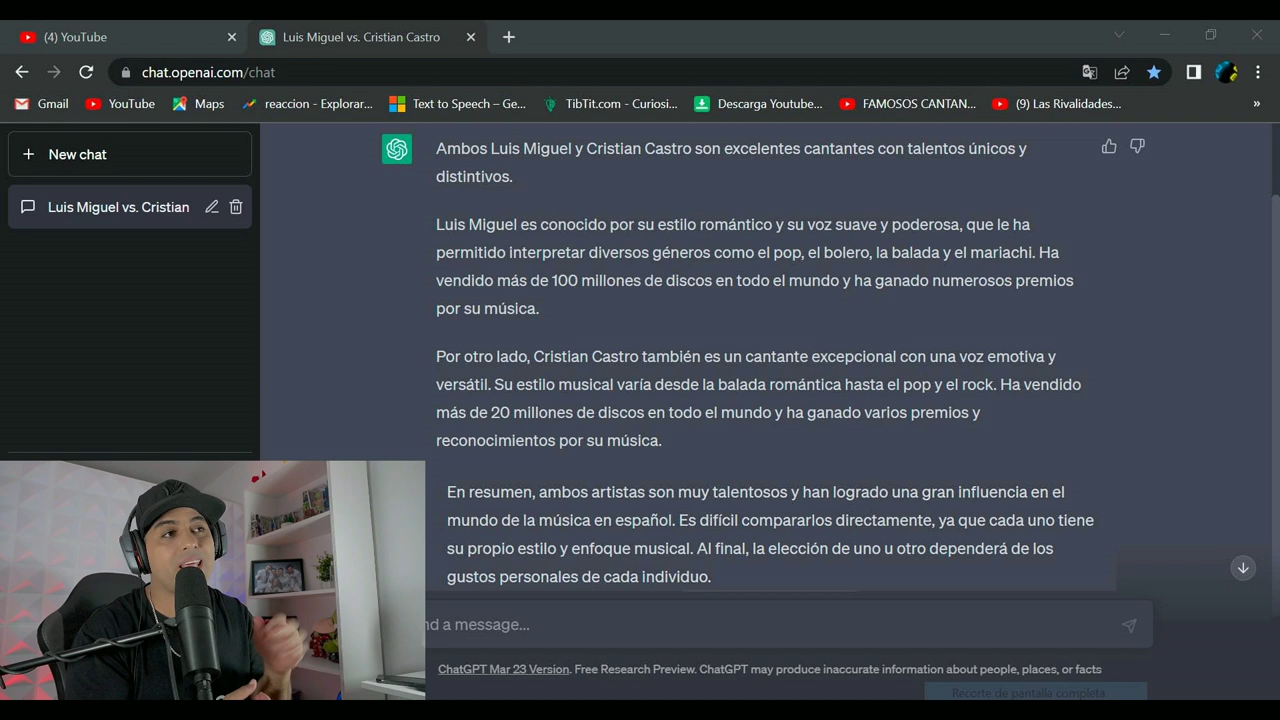 (4) YouTube
Luis Miguel vs. Cristian Castro
chat.openai.com/chat
Gmail
YouTube
Maps
reaccion - Explorar...
Text to Speech – Ge...
TibTit.com - Curiosi...
Descarga Youtube...
FAMOSOS CANTAN...
(9) Las Rivalidades...
»
+ New chat
Luis Miguel vs. Cristian
Ambos Luis Miguel y Cristian Castro son excelentes cantantes con talentos únicos y
distintivos.
Luis Miguel es conocido por su estilo romántico y su voz suave y poderosa, que le ha
permitido interpretar diversos géneros como el pop, el bolero, la balada y el mariachi. Ha
vendido más de 100 millones de discos en todo el mundo y ha ganado numerosos premios
por su música.
Por otro lado, Cristian Castro también es un cantante excepcional con una voz emotiva y
versátil. Su estilo musical varía desde la balada romántica hasta el pop y el rock. Ha vendido
más de 20 millones de discos en todo el mundo y ha ganado varios premios y
reconocimientos por su música.
En resumen, ambos artistas son muy talentosos y han logrado una gran influencia en el
mundo de la música en español. Es difícil compararlos directamente, ya que cada uno tiene
su propio estilo y enfoque musical. Al final, la elección de uno u otro dependerá de los
gustos personales de cada individuo.
nd a message...
ChatGPT Mar 23 Version. Free Research Preview. ChatGPT may produce inaccurate information about people, places, or facts
Recorte de pantalla completa